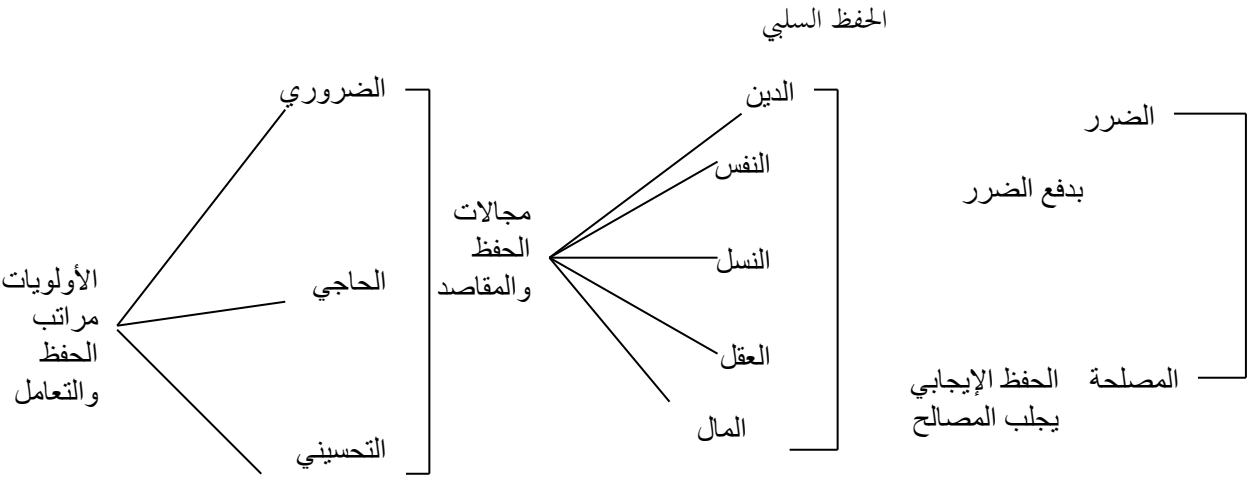 الحفظ السلبي
الضرر
بدفع الضرر
المصلحة
الحفظ الإيجابي
يجلب المصالح
الدين
النفس
النسل
العقل
المال
مجالات
الحفظ
والمقاصد
الضروري
الحاجي
التحسيني
الأولويات
مراتب
الحفظ
والتعامل